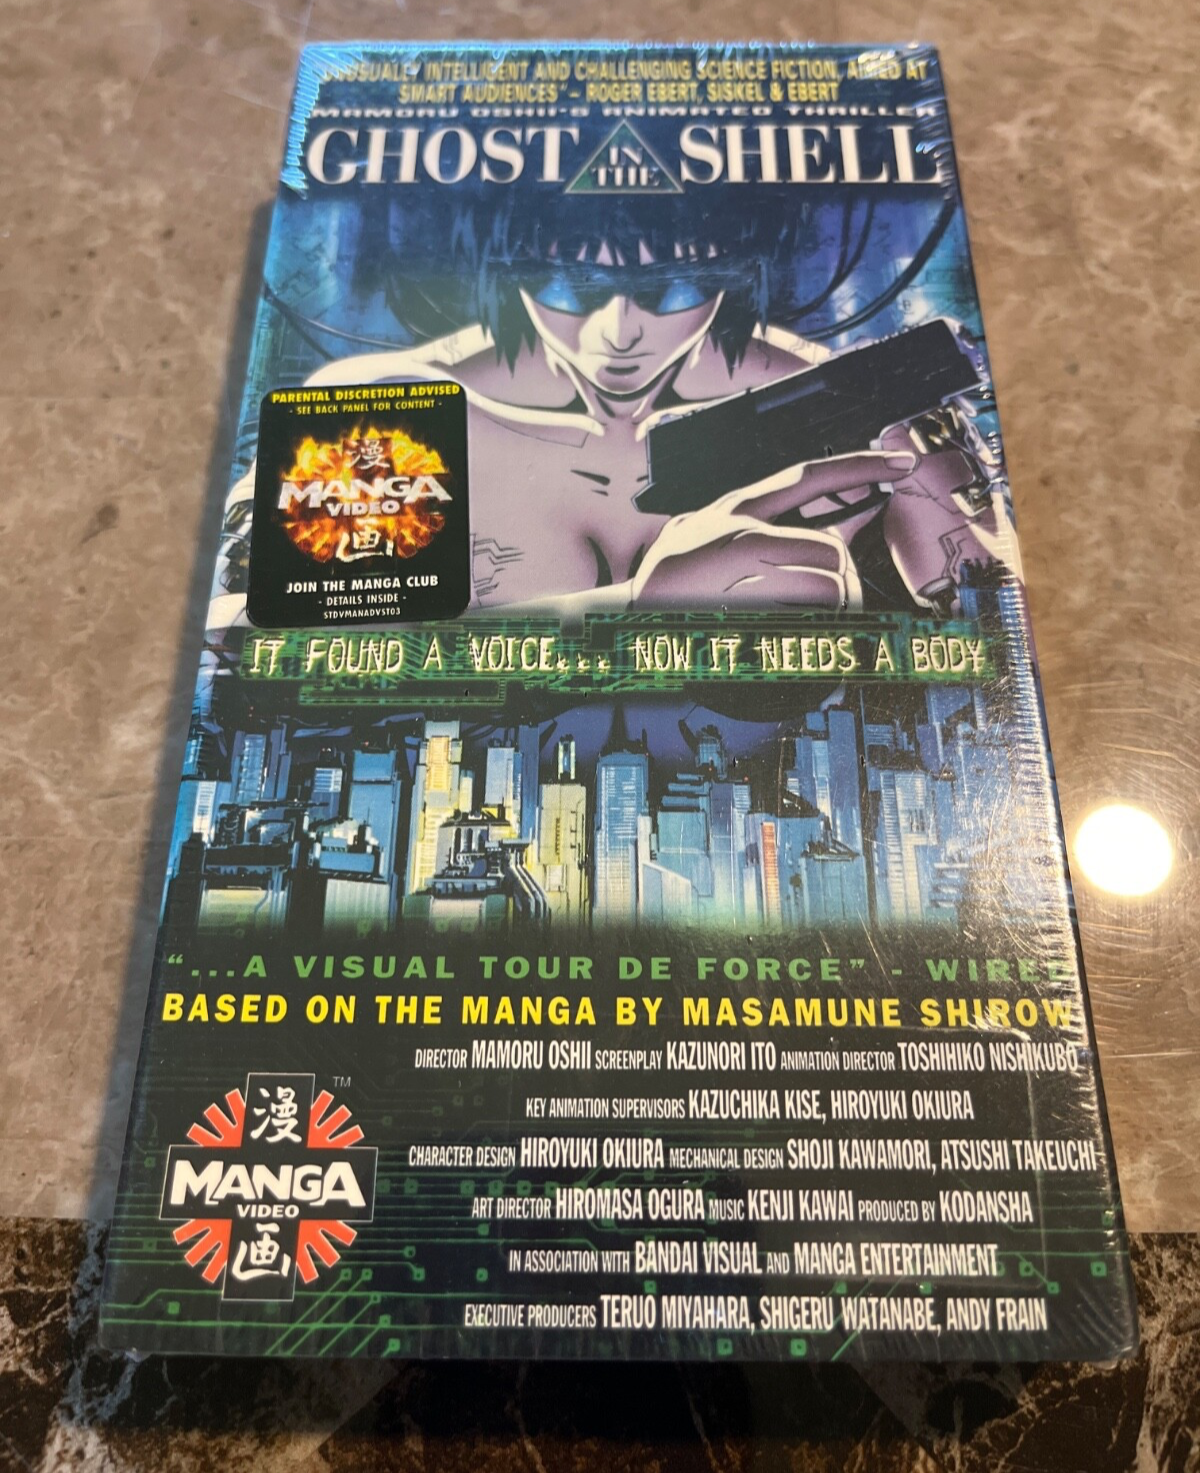 UNUSUALLY INTELLIGENT AND CHALLENGING SCIENCE FICTION, AIMED AT
SMART AUDIENCES" - ROGER EBERT, SISKEL & EBERT
MAMORU OSHII'S ANIMATED THRILLER
GHOST IN THE SHELL
PARENTAL DISCRETION ADVISED
- SEE BACK PANEL FOR CONTENT -
漫
MANGA
VIDEO
画
JOIN THE MANGA CLUB
- DETAILS INSIDE -
STDVMANADVST03
IT FOUND A VOICE... NOW IT NEEDS A BODY
"...A VISUAL TOUR DE FORCE" - WIRED
BASED ON THE MANGA BY MASAMUNE SHIROW
DIRECTOR MAMORU OSHII SCREENPLAY KAZUNORI ITO ANIMATION DIRECTOR TOSHIHIKO NISHIKUBO
KEY ANIMATION SUPERVISORS KAZUCHIKA KISE, HIROYUKI OKIURA
CHARACTER DESIGN HIROYUKI OKIURA MECHANICAL DESIGN SHOJI KAWAMORI, ATSUSHI TAKEUCHI
ART DIRECTOR HIROMASA OGURA MUSIC KENJI KAWAI PRODUCED BY KODANSHA
IN ASSOCIATION WITH BANDAI VISUAL AND MANGA ENTERTAINMENT
EXECUTIVE PRODUCERS TERUO MIYAHARA, SHIGERU WATANABE, ANDY FRAIN
漫 TM
MANGA
VIDEO
画